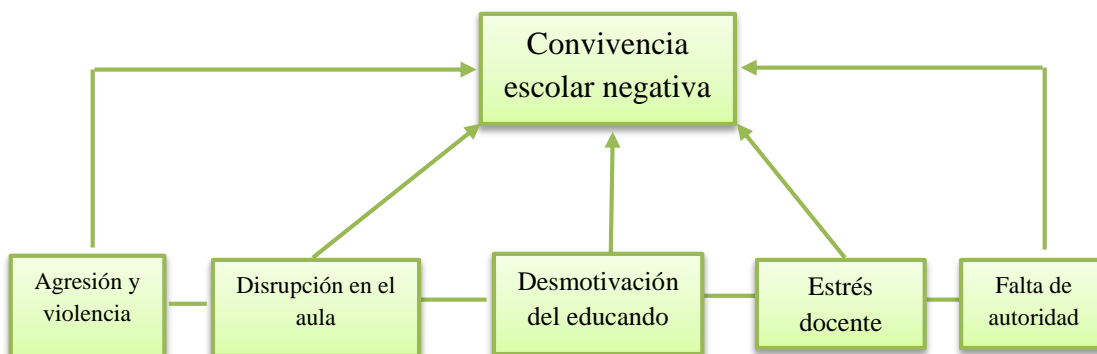 Convivencia
escolar negativa
Agresión y
violencia
Disrupción en el
aula
Desmotivación
del educando
Estrés
docente
Falta de
autoridad